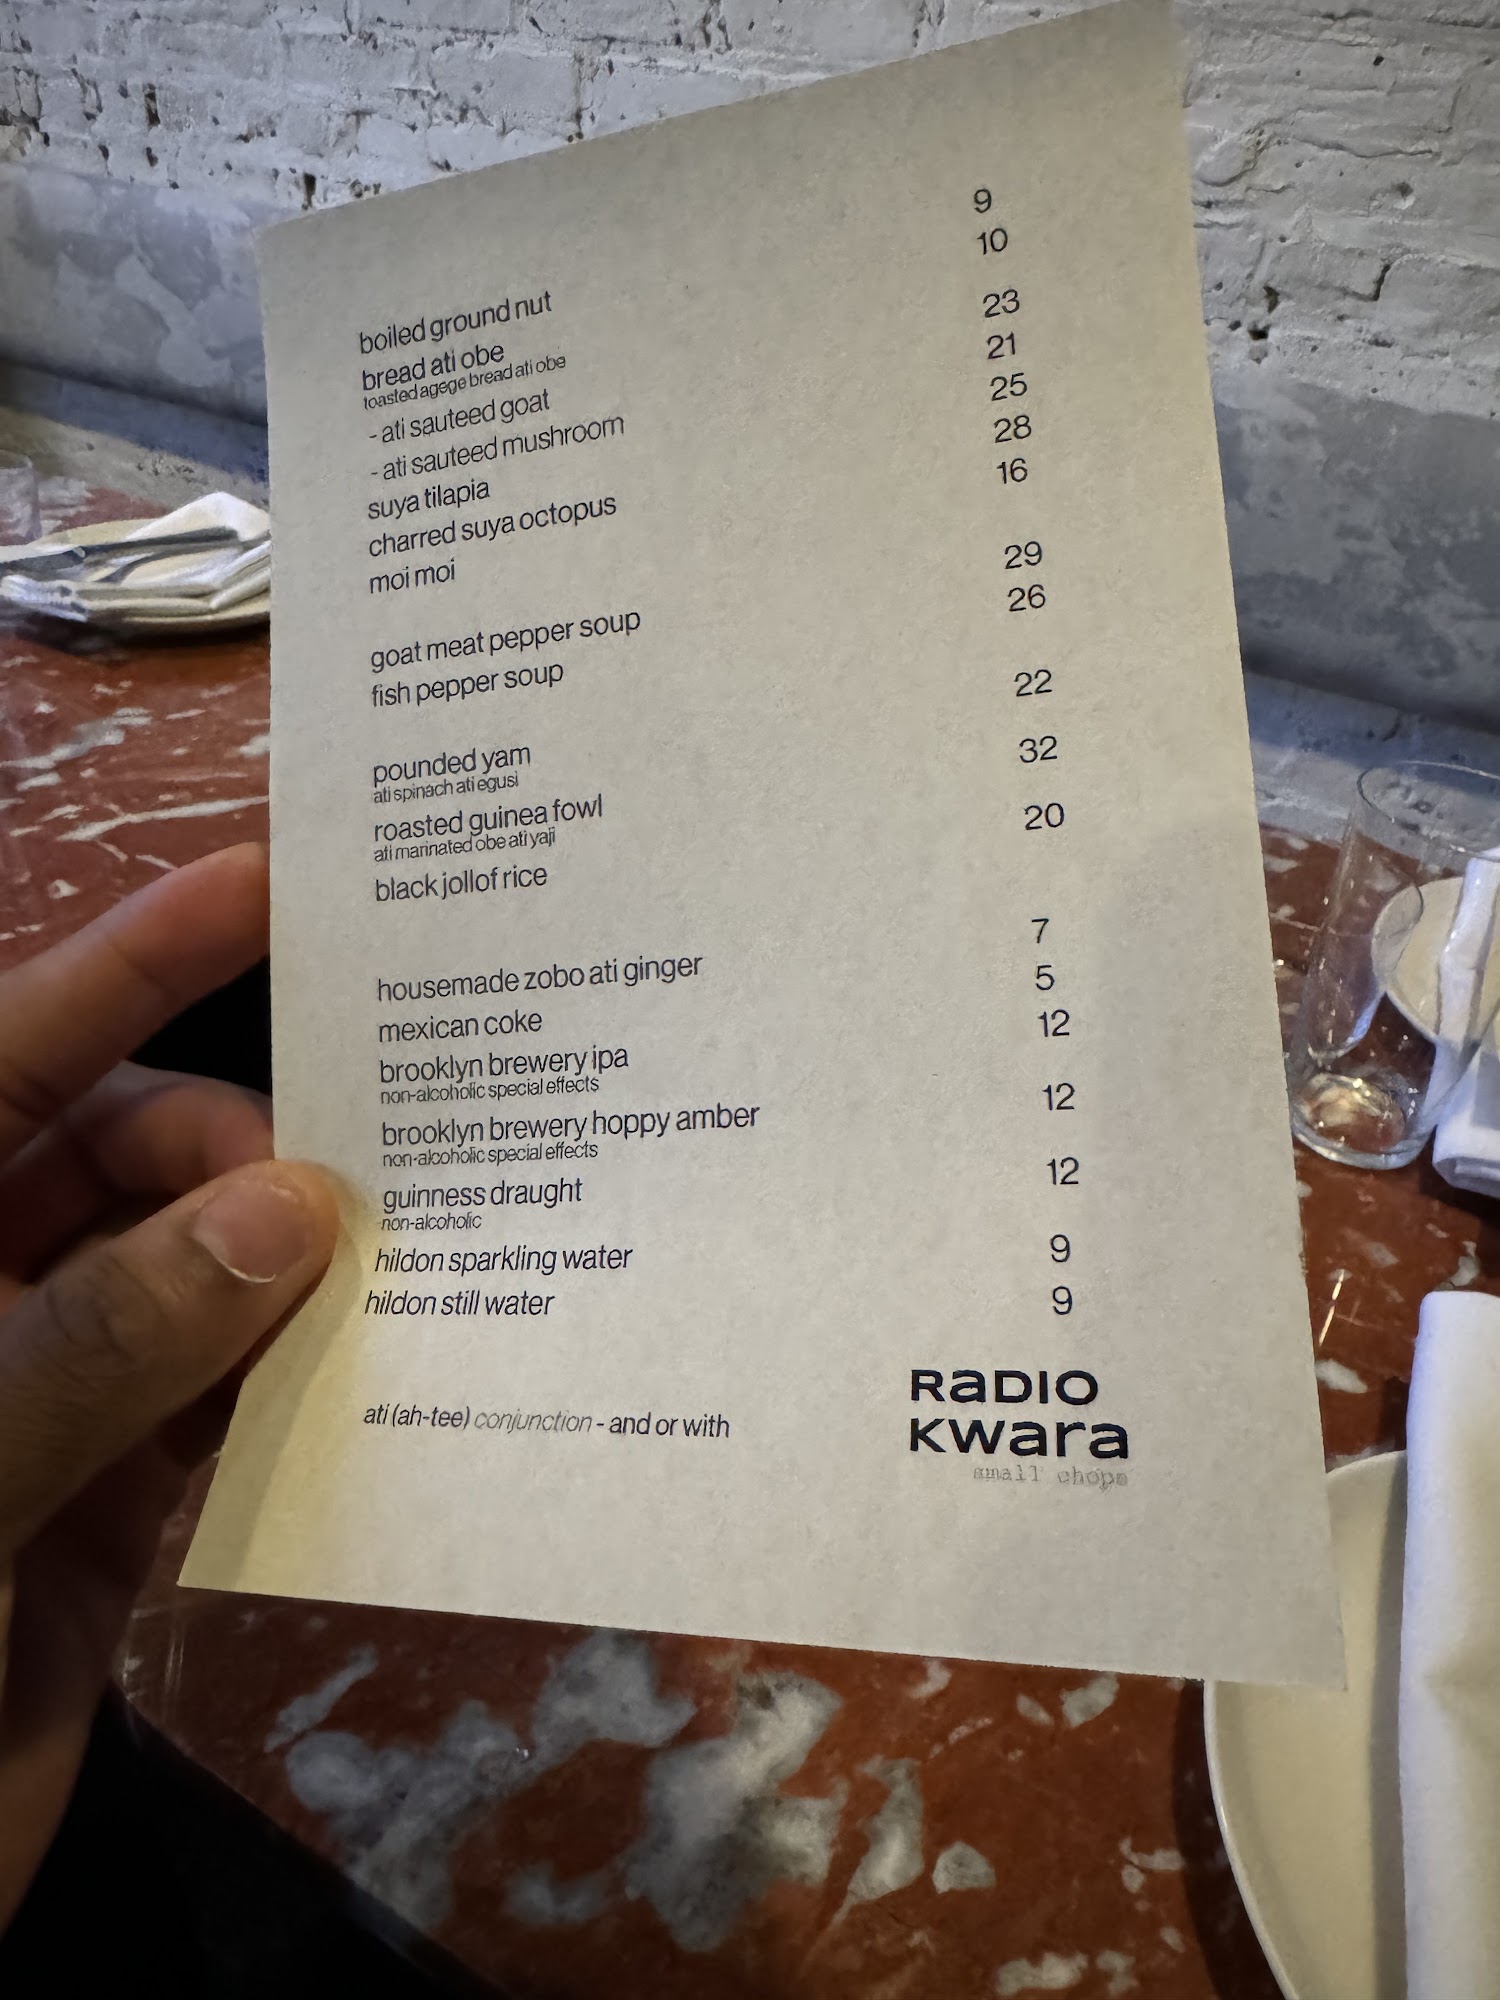 boiled ground nut 9
bread ati obe 10
toasted agege bread ati obe
- ati sauteed goat 23
- ati sauteed mushroom 21
suya tilapia 25
charred suya octopus 28
moi moi 16
goat meat pepper soup 29
fish pepper soup 26
pounded yam 22
ati spinach ati egusi
roasted guinea fowl 32
ati marinated obe ati yaji
black jollof rice 20
housemade zobo ati ginger 7
mexican coke 5
brooklyn brewery ipa 12
non-alcoholic special effects
brooklyn brewery hoppy amber 12
non-alcoholic special effects
guinness draught 12
non-alcoholic
hildon sparkling water 9
hildon still water 9
ati (ah-tee) conjunction - and or with
RaDIO
Kwara
small chops